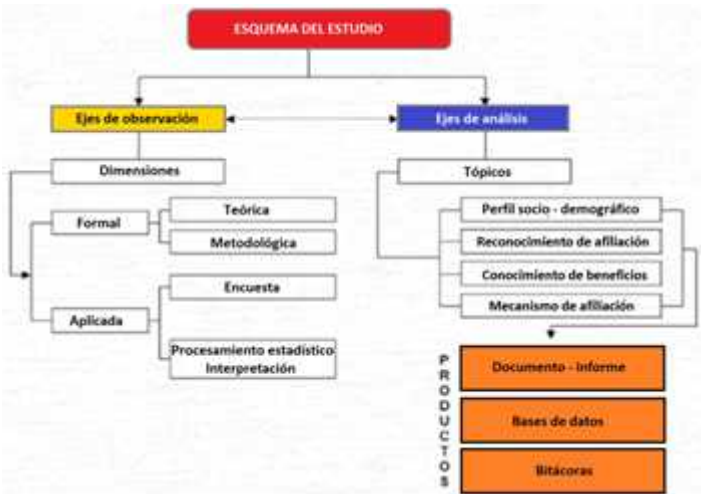 ESQUEMA DEL ESTUDIO
Ejes de observación
Ejes de análisis
Dimensiones
Tópicos
Formal
Teórica
Metodológica
Aplicada
Encuesta
Procesamiento estadístico
Interpretación
Perfil socio - demográfico
Reconocimiento de afiliación
Conocimiento de beneficios
Mecanismo de afiliación
PRODUCTOS
Documento - informe
Bases de datos
Bitácoras